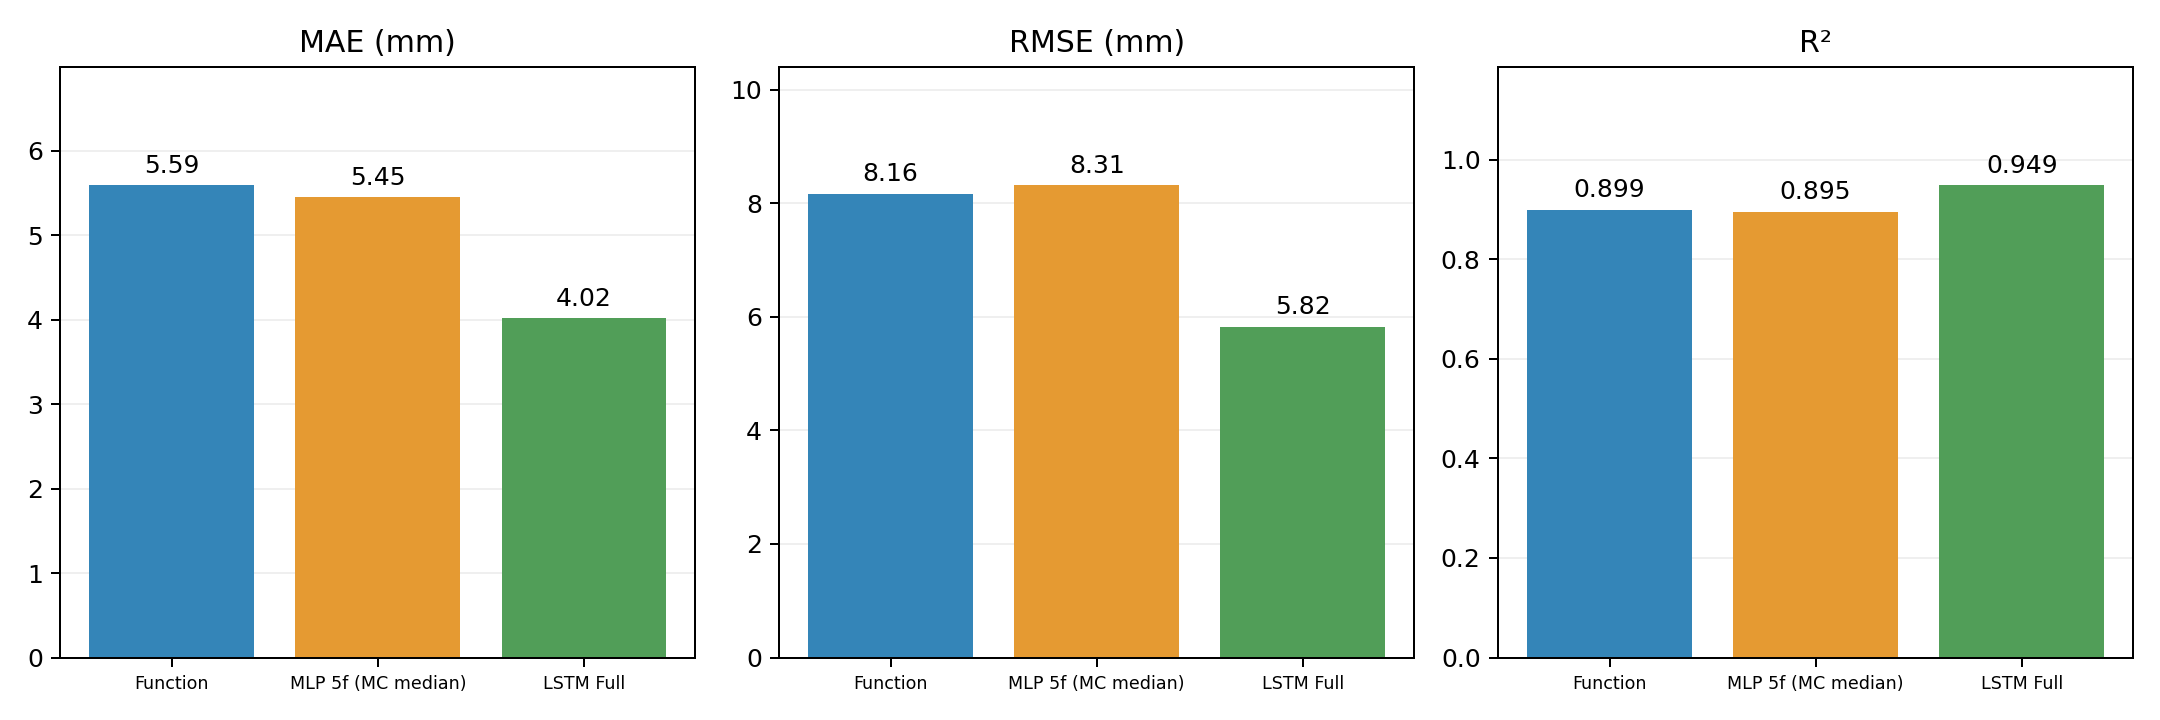 MAE (mm)
6
5
4
3
2
1
0
5.59
5.45
4.02
Function
MLP 5f (MC median)
LSTM Full
RMSE (mm)
10
8
6
4
2
0
8.16
8.31
5.82
Function
MLP 5f (MC median)
LSTM Full
R²
1.0
0.8
0.6
0.4
0.2
0.0
0.899
0.895
0.949
Function
MLP 5f (MC median)
LSTM Full